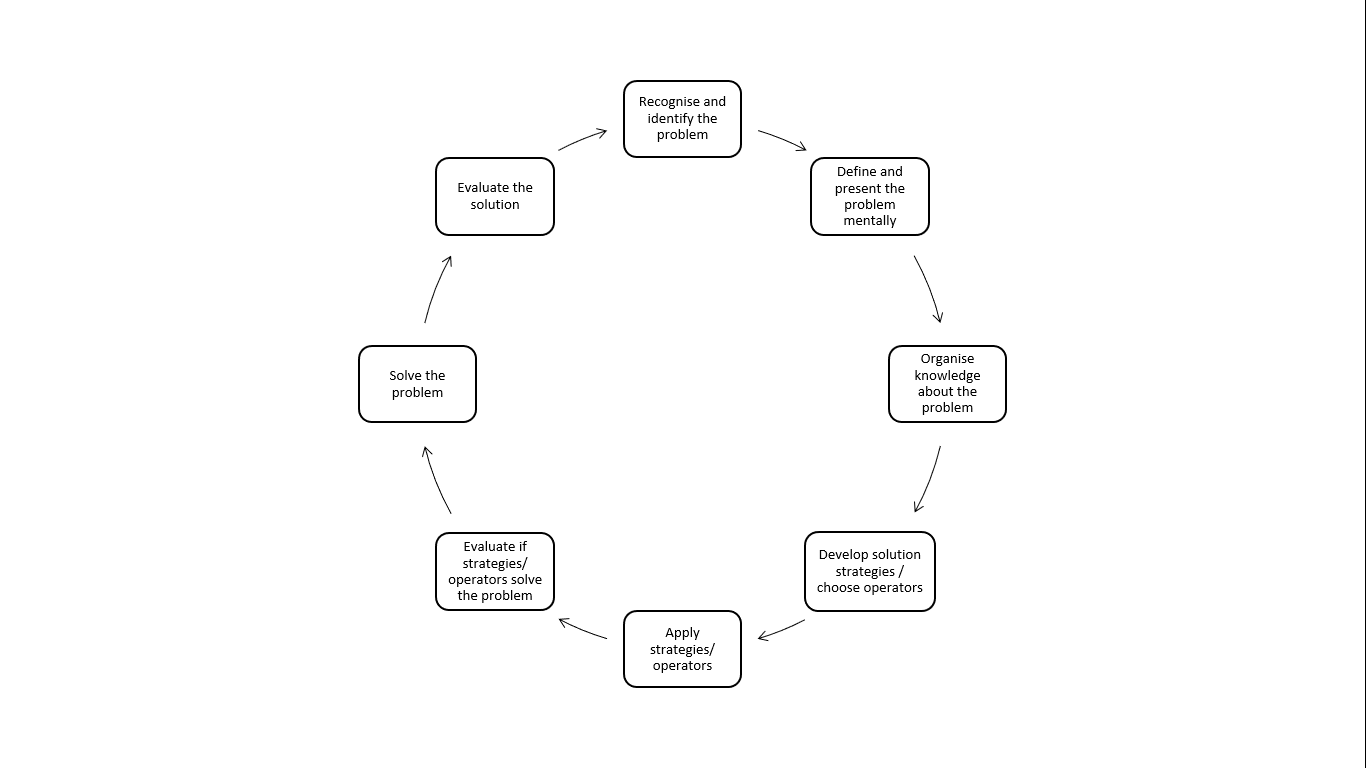 Recognise and
identify the
problem
Define and
present the
problem
mentally
Organise
knowledge
about the
problem
Develop solution
strategies /
choose operators
Apply
strategies/
operators
Evaluate if
strategies/
operators solve
the problem
Solve the
problem
Evaluate the
solution